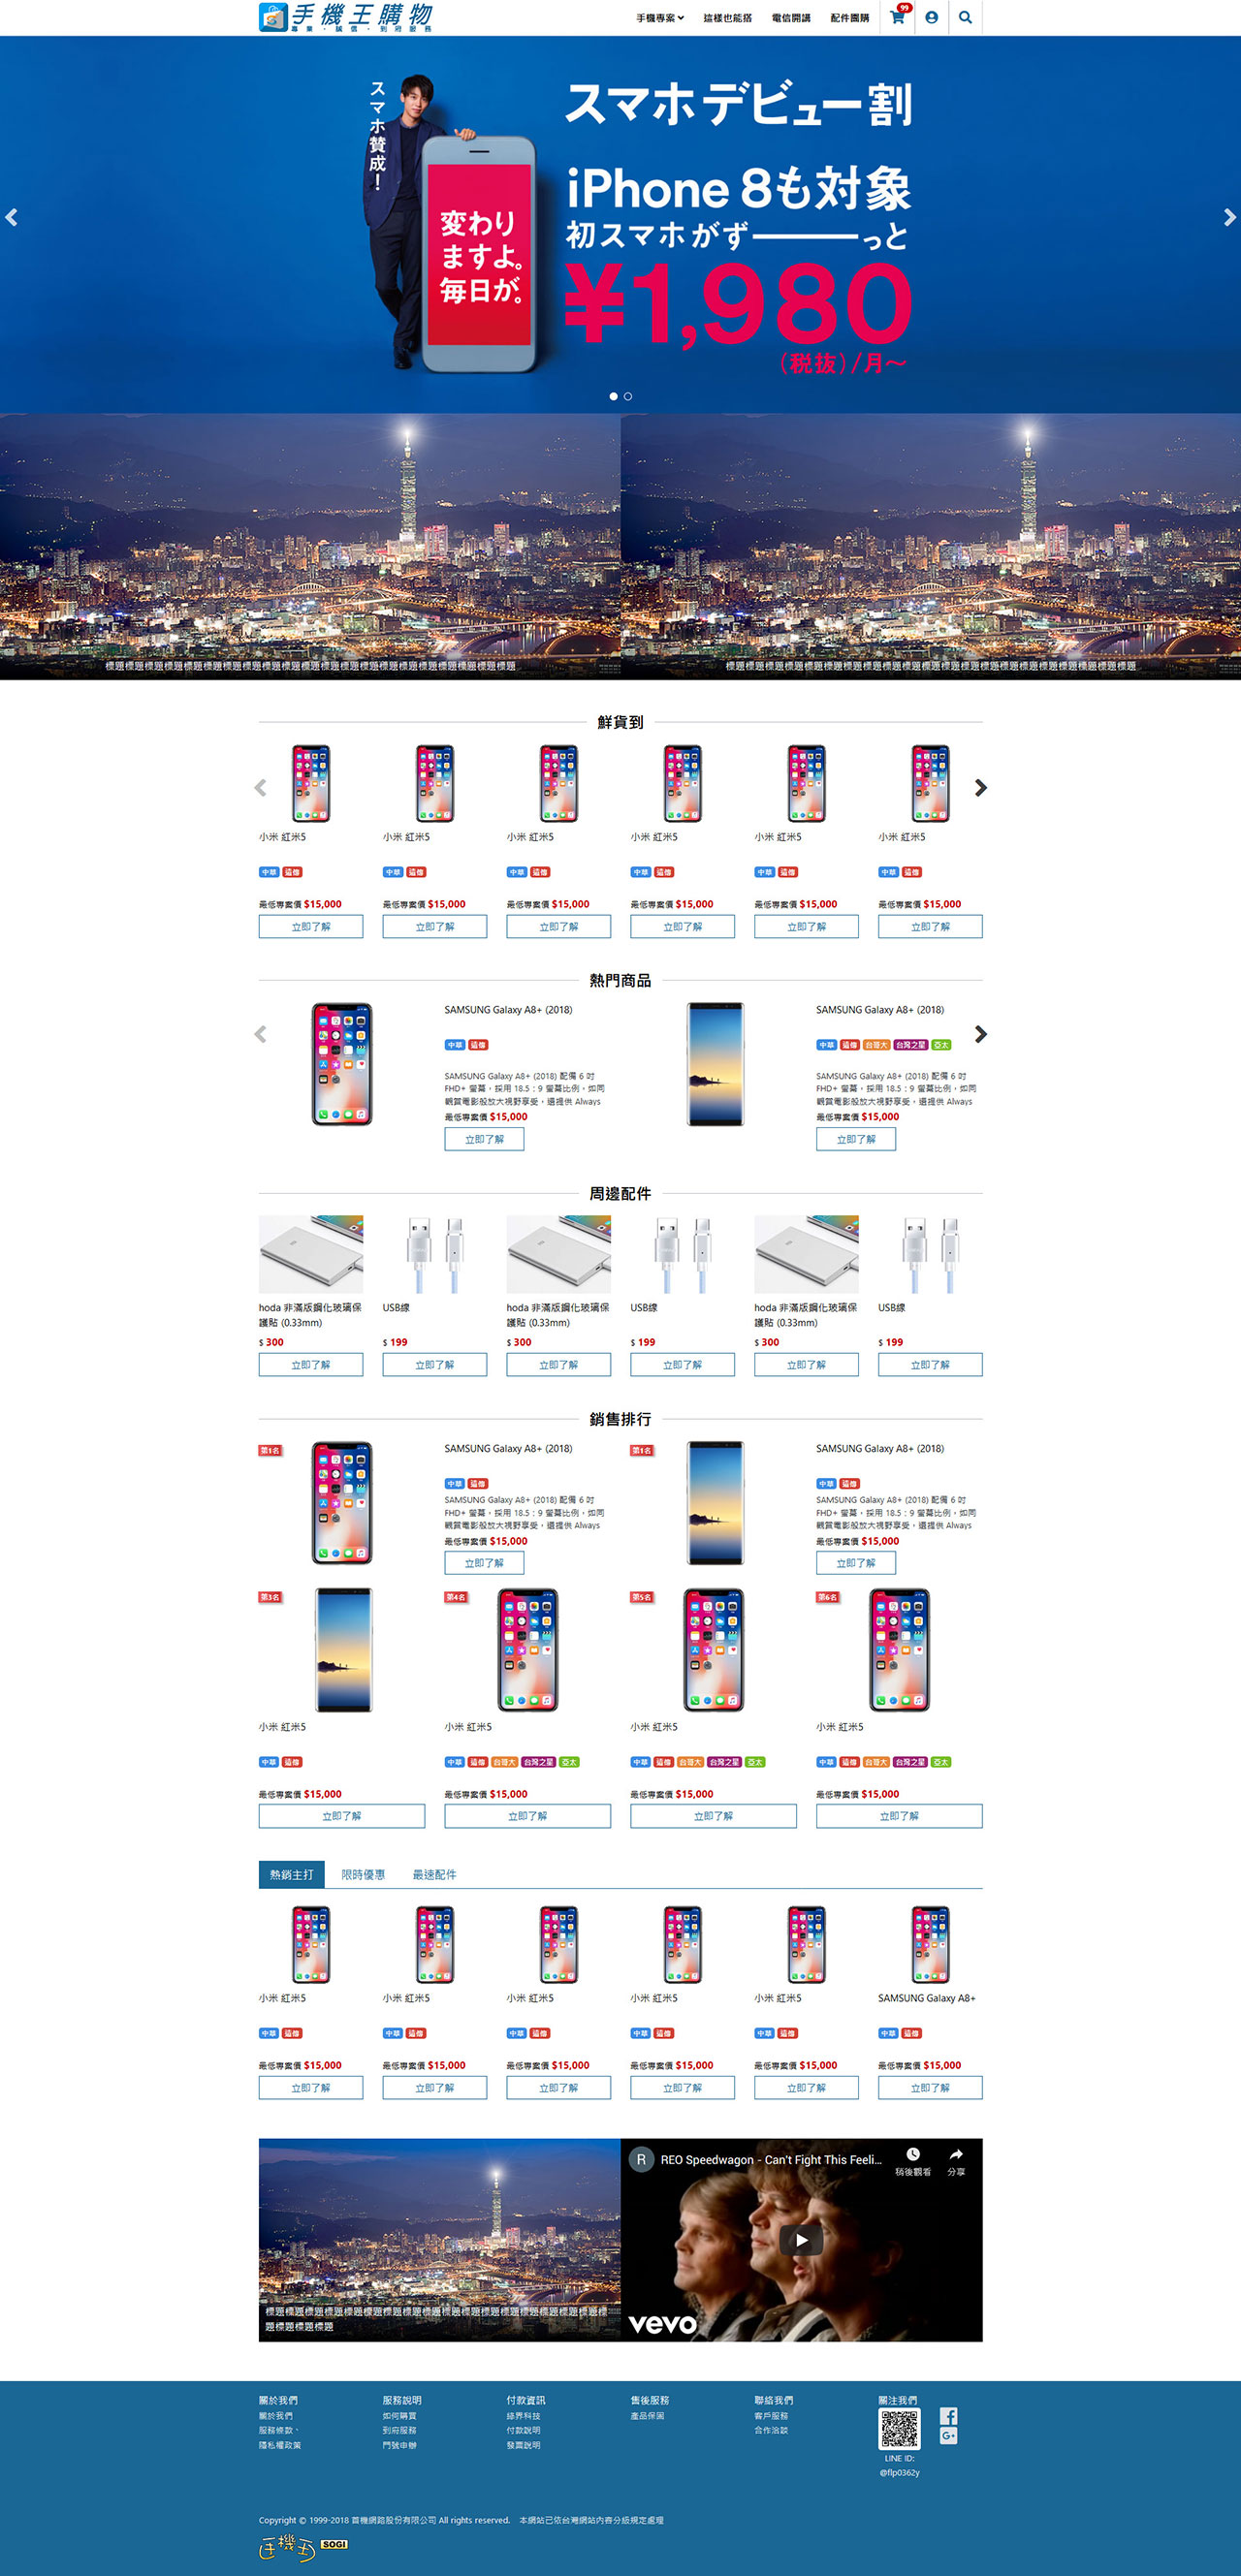 手機王購物
專業·誠信·到府服務
手機專案
這樣也能搭
電信開講
配件團購
99
スマホ賛成！
変わり
ますよ。
毎日が。
スマホデビュー割
iPhone 8も対象
初スマホがず━━━っと
¥1,980
(税抜)/月〜
標題標題標題標題標題標題標題標題標題標題標題標題標題標題標題標題標題標題標題標題標題
標題標題標題標題標題標題標題標題標題標題標題標題標題標題標題標題標題標題標題標題標題
鮮貨到
小米 紅米5 小米 紅米5 小米 紅米5 小米 紅米5 小米 紅米5 小米 紅米5
中華 遠傳 中華 遠傳 中華 遠傳 中華 遠傳 中華 遠傳 中華 遠傳
最低專案價 $15,000 最低專案價 $15,000 最低專案價 $15,000 最低專案價 $15,000 最低專案價 $15,000 最低專案價 $15,000
立即了解 立即了解 立即了解 立即了解 立即了解 立即了解
熱門商品
SAMSUNG Galaxy A8+ (2018)
中華 遠傳
SAMSUNG Galaxy A8+ (2018) 配備 6 吋
FHD+ 螢幕，採用 18.5：9 螢幕比例，如同
觀賞電影般放大視野享受，還提供 Always
最低專案價 $15,000
立即了解
SAMSUNG Galaxy A8+ (2018)
中華 遠傳 台哥大 台灣之星 亞太
SAMSUNG Galaxy A8+ (2018) 配備 6 吋
FHD+ 螢幕，採用 18.5：9 螢幕比例，如同
觀賞電影般放大視野享受，還提供 Always
最低專案價 $15,000
立即了解
周邊配件
hoda 非滿版鋼化玻璃保 USB線 hoda 非滿版鋼化玻璃保 USB線 hoda 非滿版鋼化玻璃保 USB線
護貼 (0.33mm) 護貼 (0.33mm) 護貼 (0.33mm)
$ 300 $ 199 $ 300 $ 199 $ 300 $ 199
立即了解 立即了解 立即了解 立即了解 立即了解 立即了解
銷售排行
第1名
SAMSUNG Galaxy A8+ (2018)
中華 遠傳
SAMSUNG Galaxy A8+ (2018) 配備 6 吋
FHD+ 螢幕，採用 18.5：9 螢幕比例，如同
觀賞電影般放大視野享受，還提供 Always
最低專案價 $15,000
立即了解
第1名
SAMSUNG Galaxy A8+ (2018)
中華 遠傳
SAMSUNG Galaxy A8+ (2018) 配備 6 吋
FHD+ 螢幕，採用 18.5：9 螢幕比例，如同
觀賞電影般放大視野享受，還提供 Always
最低專案價 $15,000
立即了解
第3名 第4名 第5名 第6名
小米 紅米5 小米 紅米5 小米 紅米5 小米 紅米5
中華 遠傳 中華 遠傳 台哥大 台灣之星 亞太 中華 遠傳 台哥大 台灣之星 亞太 中華 遠傳 台哥大 台灣之星 亞太
最低專案價 $15,000 最低專案價 $15,000 最低專案價 $15,000 最低專案價 $15,000
立即了解 立即了解 立即了解 立即了解
熱銷主打 限時優惠 最速配件
小米 紅米5 小米 紅米5 小米 紅米5 小米 紅米5 小米 紅米5 SAMSUNG Galaxy A8+
中華 遠傳 中華 遠傳 中華 遠傳 中華 遠傳 中華 遠傳 中華 遠傳
最低專案價 $15,000 最低專案價 $15,000 最低專案價 $15,000 最低專案價 $15,000 最低專案價 $15,000 最低專案價 $15,000
立即了解 立即了解 立即了解 立即了解 立即了解 立即了解
標題標題標題標題標題標題標題標題標題標題標題標題標題標題標題標題標題標
題標題標題標題
R REO Speedwagon - Can't Fight This Feeli...
稍後觀看 分享
vevo
關於我們
關於我們
服務條款、
隱私權政策
服務說明
如何購買
到府服務
門號申辦
付款資訊
綠界科技
付款說明
發票說明
售後服務
產品保固
聯絡我們
客戶服務
合作洽談
關注我們
LINE ID:
@flp0362y
Copyright © 1999-2018 首機網路股份有限公司 All rights reserved. 本網站已依台灣網站內容分級規定處理
手機王 SOGI